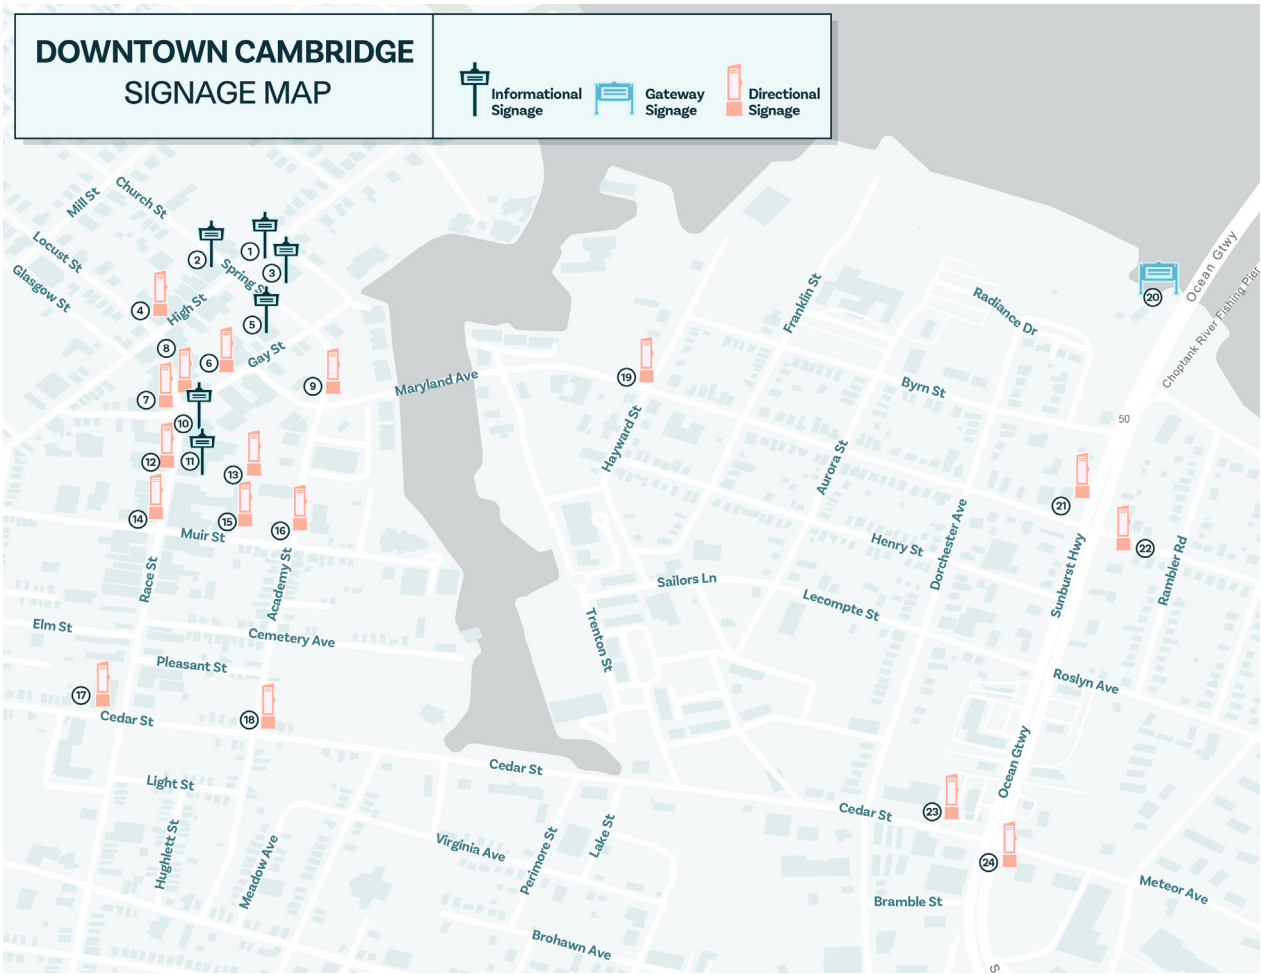 DOWNTOWN CAMBRIDGE
SIGNAGE MAP
Informational
Signage
Gateway
Signage
Directional
Signage
Mill St
Church St
Locust St
Glasgow St
Spring St
High St
Gay St
Maryland Ave
Franklin St
Radiance Dr
Ocean Gtwy
Choptank River Fishing Pier
Byrn St
50
Hayward St
Aurora St
Henry St
Dorchester Ave
Sunburst Hwy
Rambler Rd
Muir St
Race St
Academy St
Sailors Ln
Lecompte St
Elm St
Cemetery Ave
Trenton St
Pleasant St
Roslyn Ave
Cedar St
Ocean Gtwy
Cedar St
Light St
Cedar St
Hughlett St
Meadow Ave
Virginia Ave
Perimore St
Lake St
Meteor Ave
Bramble St
Brohawn Ave
S
1
2
3
4
5
6
7
8
9
10
11
12
13
14
15
16
17
18
19
20
21
22
23
24